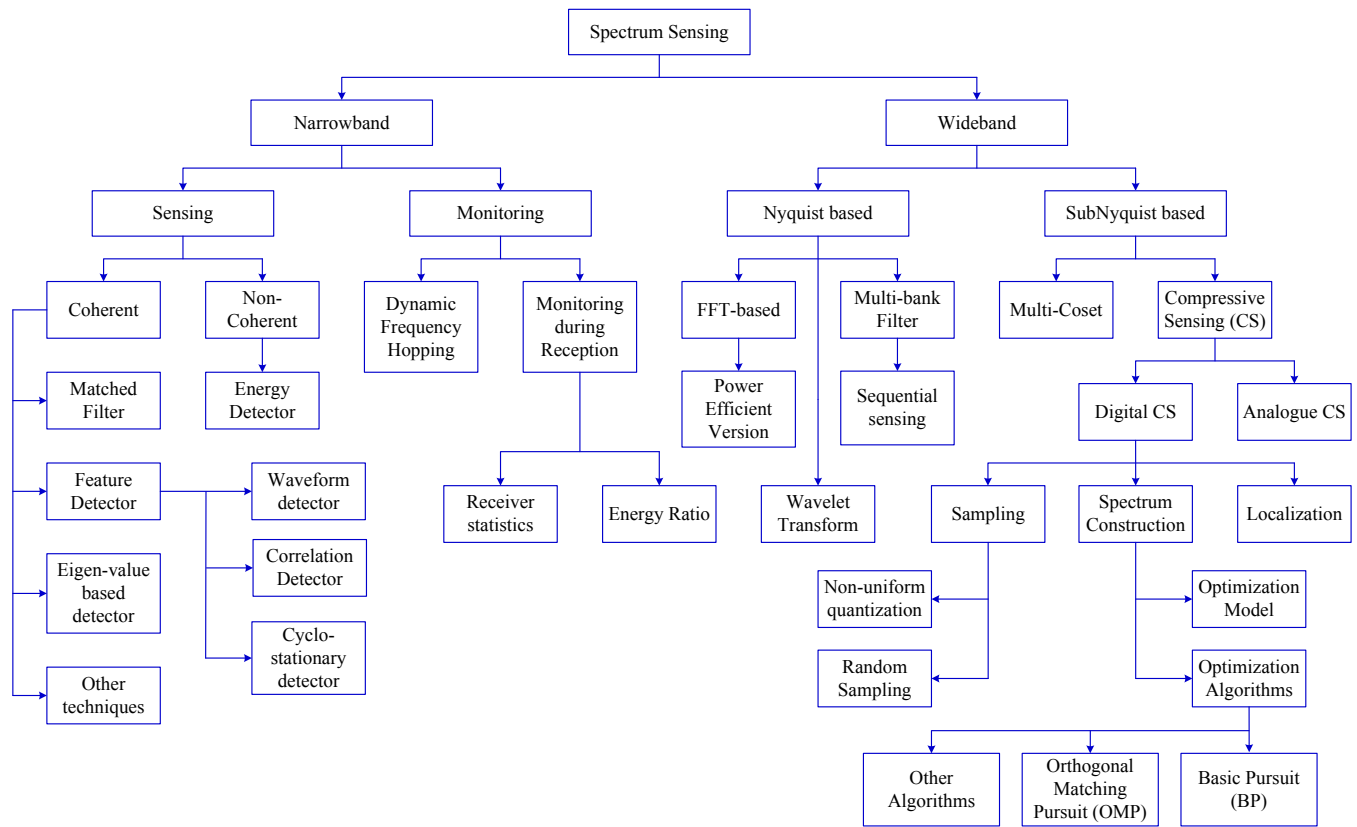 Spectrum Sensing
Narrowband
Wideband
Sensing
Monitoring
Nyquist based
SubNyquist based
Coherent
Non-
Coherent
Dynamic
Frequency
Hopping
Monitoring
during
Reception
FFT-based
Multi-bank
Filter
Multi-Coset
Compressive
Sensing (CS)
Matched
Filter
Energy
Detector
Power
Efficient
Version
Sequential
sensing
Digital CS
Analogue CS
Feature
Detector
Waveform
detector
Receiver
statistics
Energy Ratio
Wavelet
Transform
Sampling
Spectrum
Construction
Localization
Eigen-value
based
detector
Correlation
Detector
Non-uniform
quantization
Optimization
Model
Cyclo-
stationary
detector
Other
techniques
Random
Sampling
Optimization
Algorithms
Other
Algorithms
Orthogonal
Matching
Pursuit (OMP)
Basic Pursuit
(BP)